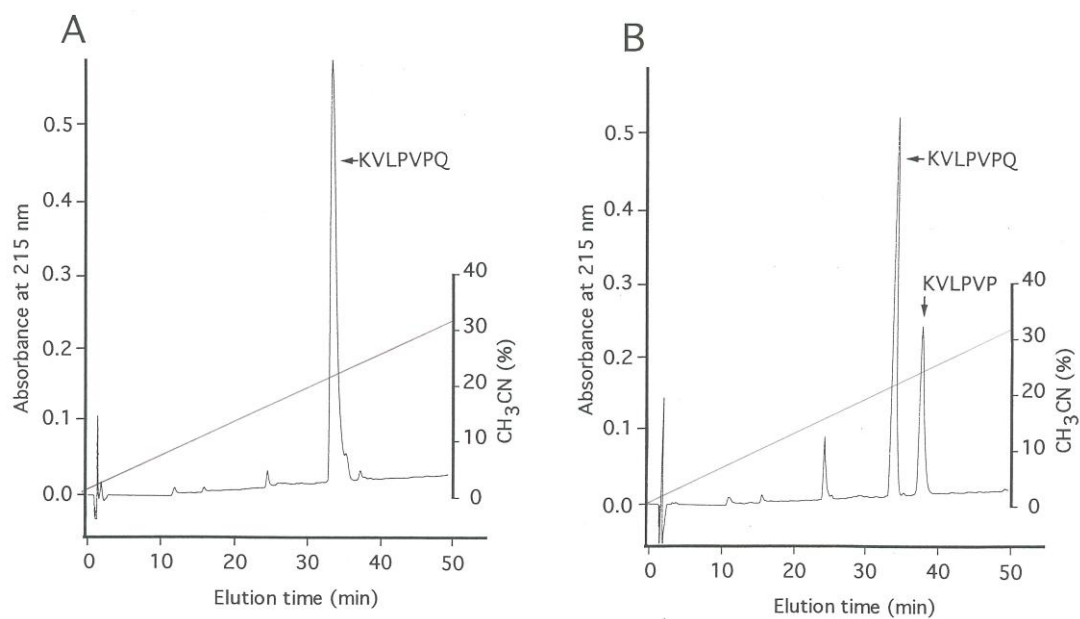 A
Absorbance at 215 nm
0.5
0.4
0.3
0.2
0.1
0.0
KVLPVPQ
40
30
20
10
0
CH3CN (%)
0 10 20 30 40 50
Elution time (min)
B
Absorbance at 215 nm
0.5
0.4
0.3
0.2
0.1
0.0
KVLPVPQ
KVLPVP
40
30
20
10
0
CH3CN (%)
0 10 20 30 40 50
Elution time (min)